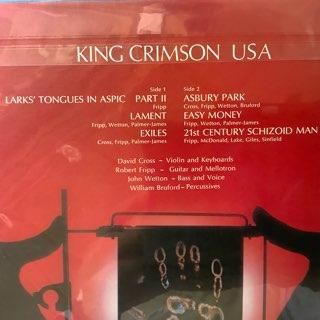 KING CRIMSON USA
Side 1
LARKS' TONGUES IN ASPIC PART II
Fripp
LAMENT
Fripp, Wetton, Palmer-James
EXILES
Cross, Fripp, Palmer-James
Side 2
ASBURY PARK
Cross, Fripp, Wetton, Bruford
EASY MONEY
Fripp, Wetton, Palmer-James
21ST CENTURY SCHIZOID MAN
Fripp, McDonald, Lake, Giles, Sinfield
David Cross – Violin and Keyboards
Robert Fripp – Guitar and Mellotron
John Wetton – Bass and Voice
William Bruford – Percussives